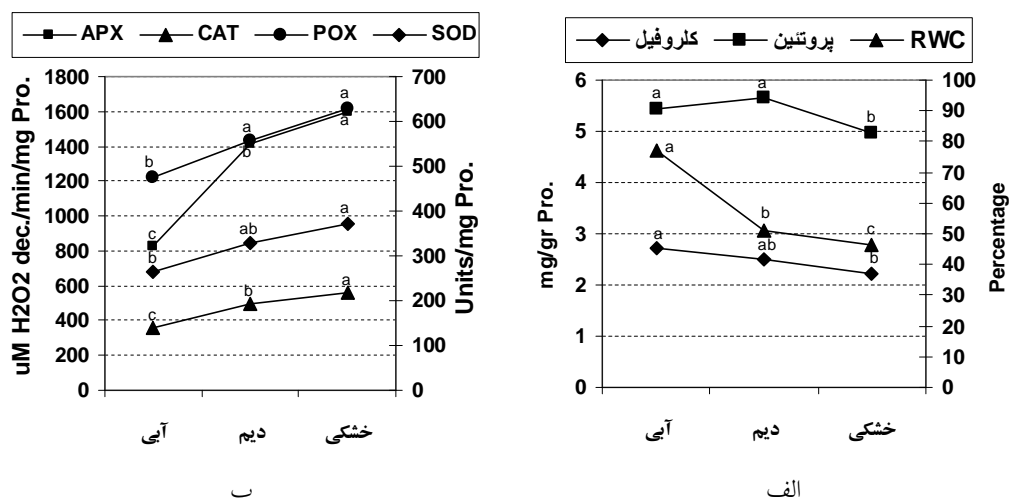 APX CAT POX SOD
1800
1600
1400
1200
1000
800
600
400
200
0
uM H2O2 dec./min/mg Pro.
700
600
500
400
300
200
100
0
Units/mg Pro.
b a a
c b a
b ab a
c b a
آبی دیم خشکی
ب
کلروفیل پروتئین RWC
6
5
4
3
2
1
0
mg/gr Pro.
100
90
80
70
60
50
40
30
20
10
0
Percentage
a a b
a b c
a ab b
آبی دیم خشکی
الف